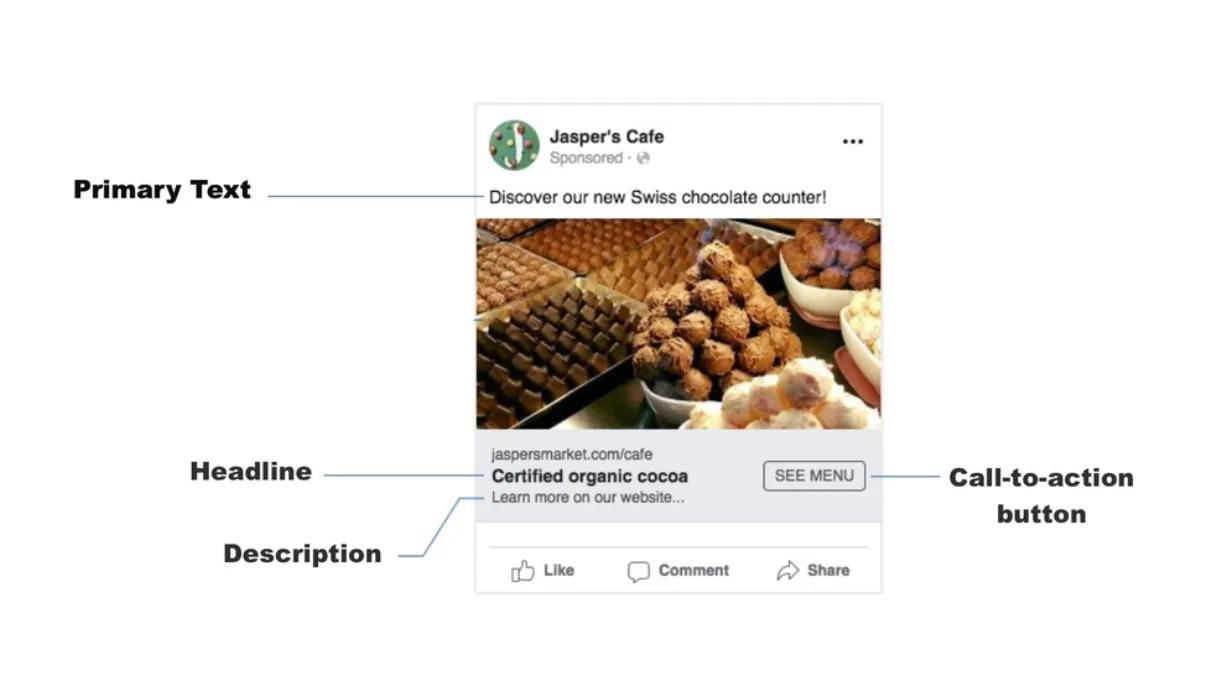 Jasper's Cafe
Sponsored ·
Primary Text
Discover our new Swiss chocolate counter!
jaspersmarket.com/cafe
Headline
Certified organic cocoa
SEE MENU
Call-to-action
button
Learn more on our website...
Description
Like
Comment
Share